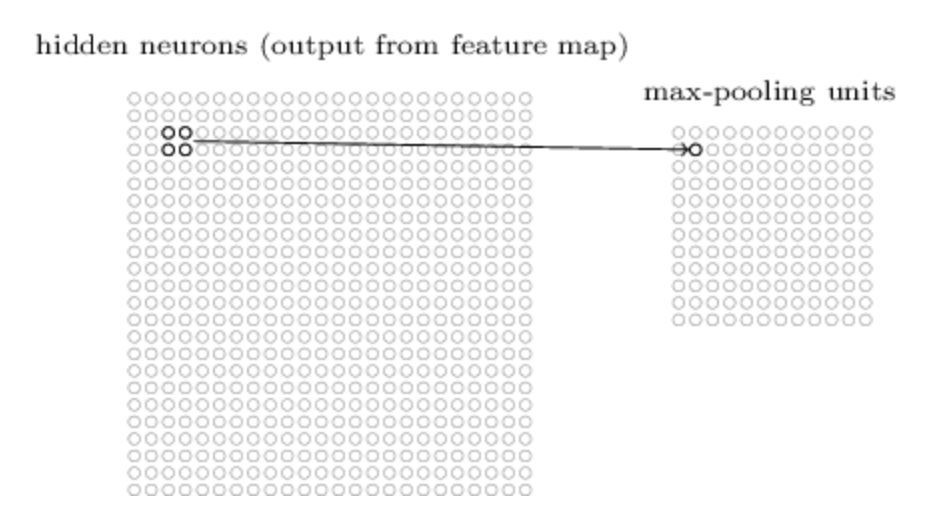 hidden neurons (output from feature map)
max-pooling units